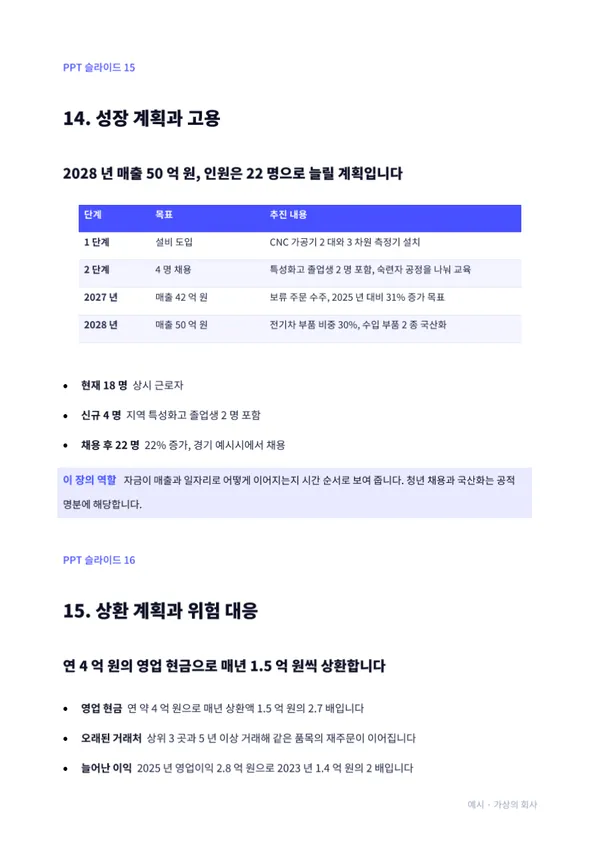 PPT 슬라이드 15
14. 성장 계획과 고용
2028 년 매출 50 억 원, 인원은 22 명으로 늘릴 계획입니다
단계 목표 추진 내용
1 단계 설비 도입 CNC 가공기 2 대와 3 차원 측정기 설치
2 단계 4 명 채용 특성화고 졸업생 2 명 포함, 숙련자 공정을 나눠 교육
2027 년 매출 42 억 원 보류 주문 수주, 2025 년 대비 31% 증가 목표
2028 년 매출 50 억 원 전기차 부품 비중 30%, 수입 부품 2 종 국산화
• 현재 18 명 상시 근로자
• 신규 4 명 지역 특성화고 졸업생 2 명 포함
• 채용 후 22 명 22% 증가, 경기 예시시에서 채용
이 장의 역할 자금이 매출과 일자리로 어떻게 이어지는지 시간 순서로 보여 줍니다. 청년 채용과 국산화는 공적
명분에 해당합니다.
PPT 슬라이드 16
15. 상환 계획과 위험 대응
연 4 억 원의 영업 현금으로 매년 1.5 억 원씩 상환합니다
• 영업 현금 연 약 4 억 원으로 매년 상환액 1.5 억 원의 2.7 배입니다
• 오래된 거래처 상위 3 곳과 5 년 이상 거래해 같은 품목의 재주문이 이어집니다
• 늘어난 이익 2025 년 영업이익 2.8 억 원으로 2023 년 1.4 억 원의 2 배입니다
예시 · 가상의 회사